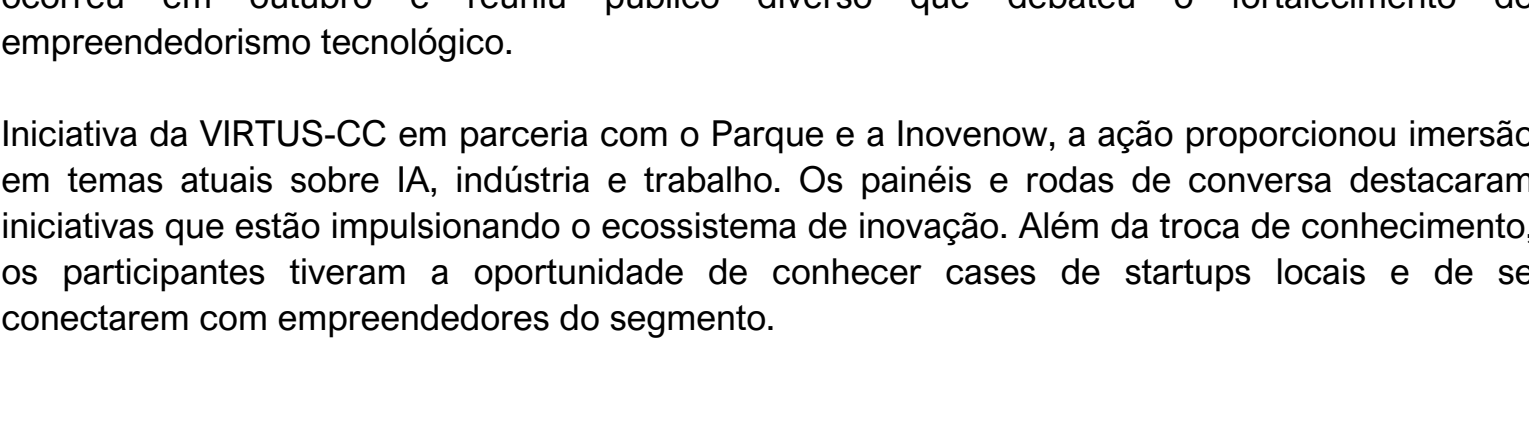 ocorreu em outubro e reuniu público diverso que debateu o fortalecimento do
empreendedorismo tecnológico.
Iniciativa da VIRTUS-CC em parceria com o Parque e a Inovenow, a ação proporcionou imersão
em temas atuais sobre IA, indústria e trabalho. Os painéis e rodas de conversa destacaram
iniciativas que estão impulsionando o ecossistema de inovação. Além da troca de conhecimento,
os participantes tiveram a oportunidade de conhecer cases de startups locais e de se
conectarem com empreendedores do segmento.